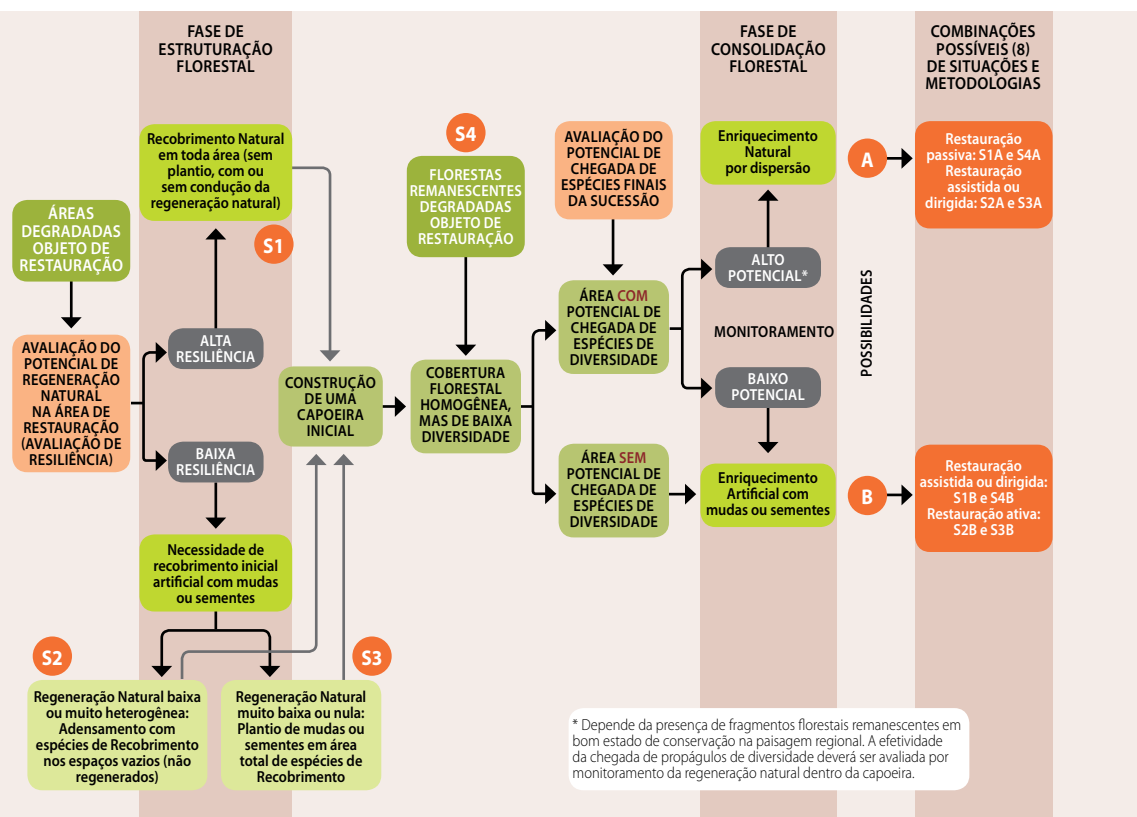 FASE DE
ESTRUTURAÇÃO
FLORESTAL
FASE DE
CONSOLIDAÇÃO
FLORESTAL
COMBINAÇÕES
POSSÍVEIS (8)
DE SITUAÇÕES E
METODOLOGIAS
ÁREAS
DEGRADADAS
OBJETO DE
RESTAURAÇÃO
AVALIAÇÃO DO
POTENCIAL DE
REGENERAÇÃO
NATURAL
NA ÁREA DE
RESTAURAÇÃO
(AVALIAÇÃO DE
RESILIÊNCIA)
Recobrimento Natural
em toda área (sem
plantio, com ou
sem condução da
regeneração natural)
S1
ALTA
RESILIÊNCIA
BAIXA
RESILIÊNCIA
Necessidade de
recobrimento inicial
artificial com mudas
ou sementes
S2
Regeneração Natural baixa
ou muito heterogênea:
Adensamento com
espécies de Recobrimento
nos espaços vazios (não
regenerados)
S3
Regeneração Natural
muito baixa ou nula:
Plantio de mudas ou
sementes em área
total de espécies de
Recobrimento
CONSTRUÇÃO
DE UMA
CAPOEIRA
INICIAL
S4
FLORESTAS
REMANESCENTES
DEGRADADAS
OBJETO DE
RESTAURAÇÃO
COBERTURA
FLORESTAL
HOMOGÊNEA,
MAS DE BAIXA
DIVERSIDADE
AVALIAÇÃO DO
POTENCIAL DE
CHEGADA DE
ESPÉCIES FINAIS
DA SUCESSÃO
ÁREA COM
POTENCIAL DE
CHEGADA DE
ESPÉCIES DE
DIVERSIDADE
ÁREA SEM
POTENCIAL DE
CHEGADA DE
ESPÉCIES DE
DIVERSIDADE
Enriquecimento
Natural
por dispersão
ALTO
POTENCIAL*
MONITORAMENTO
BAIXO
POTENCIAL
Enriquecimento
Artificial com
mudas ou sementes
POSSIBILIDADES
A
Restauração
passiva: S1A e S4A
Restauração
assistida ou
dirigida: S2A e S3A
B
Restauração
assistida ou dirigida:
S1B e S4B
Restauração ativa:
S2B e S3B
* Depende da presença de fragmentos florestais remanescentes em
bom estado de conservação na paisagem regional. A efetividade
da chegada de propágulos de diversidade deverá ser avaliada por
monitoramento da regeneração natural dentro da capoeira.